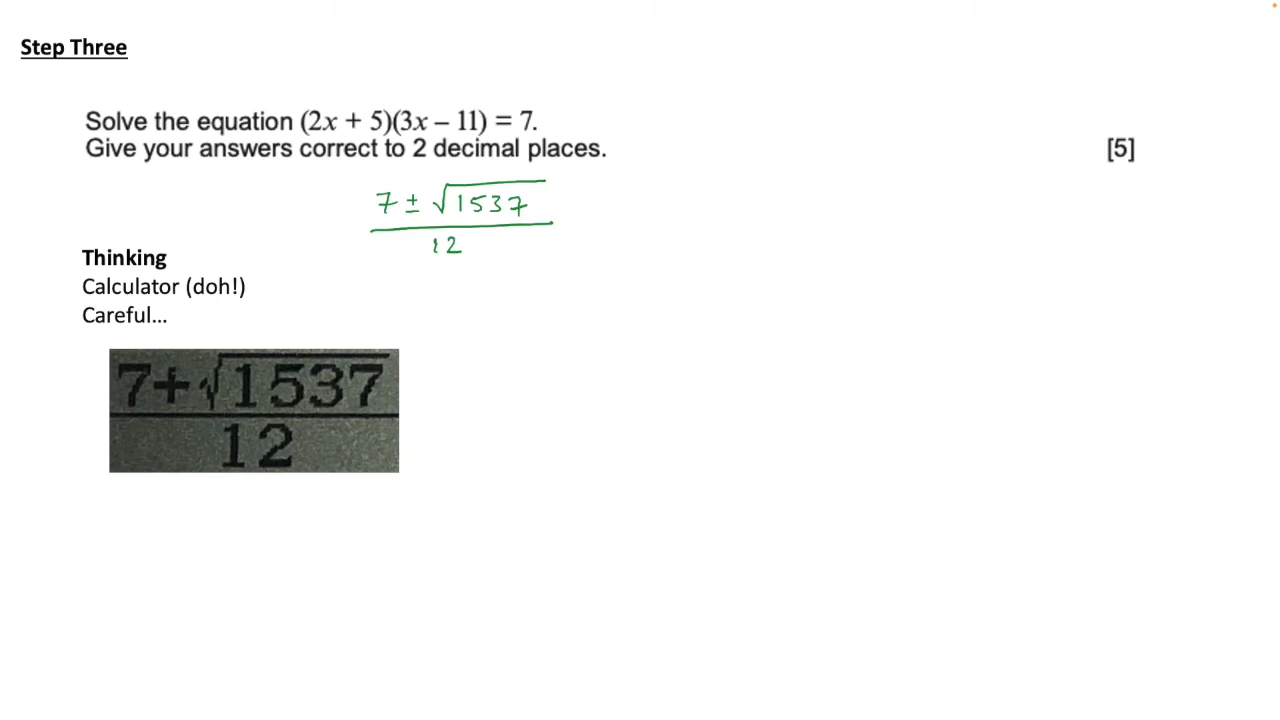 Step Three
Solve the equation (2x + 5)(3x – 11) = 7.
Give your answers correct to 2 decimal places. [5]
7 ± √1537
12
Thinking
Calculator (doh!)
Careful…
7+√1537
12